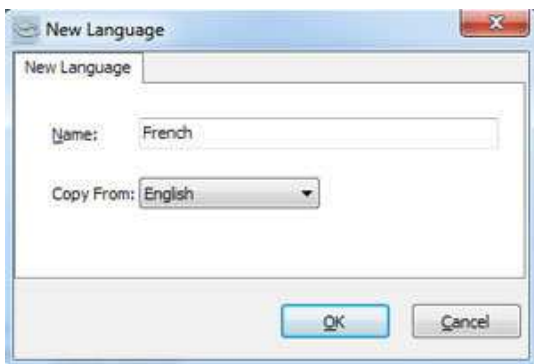 New Language
New Language
Name: French
Copy From: English
OK Cancel